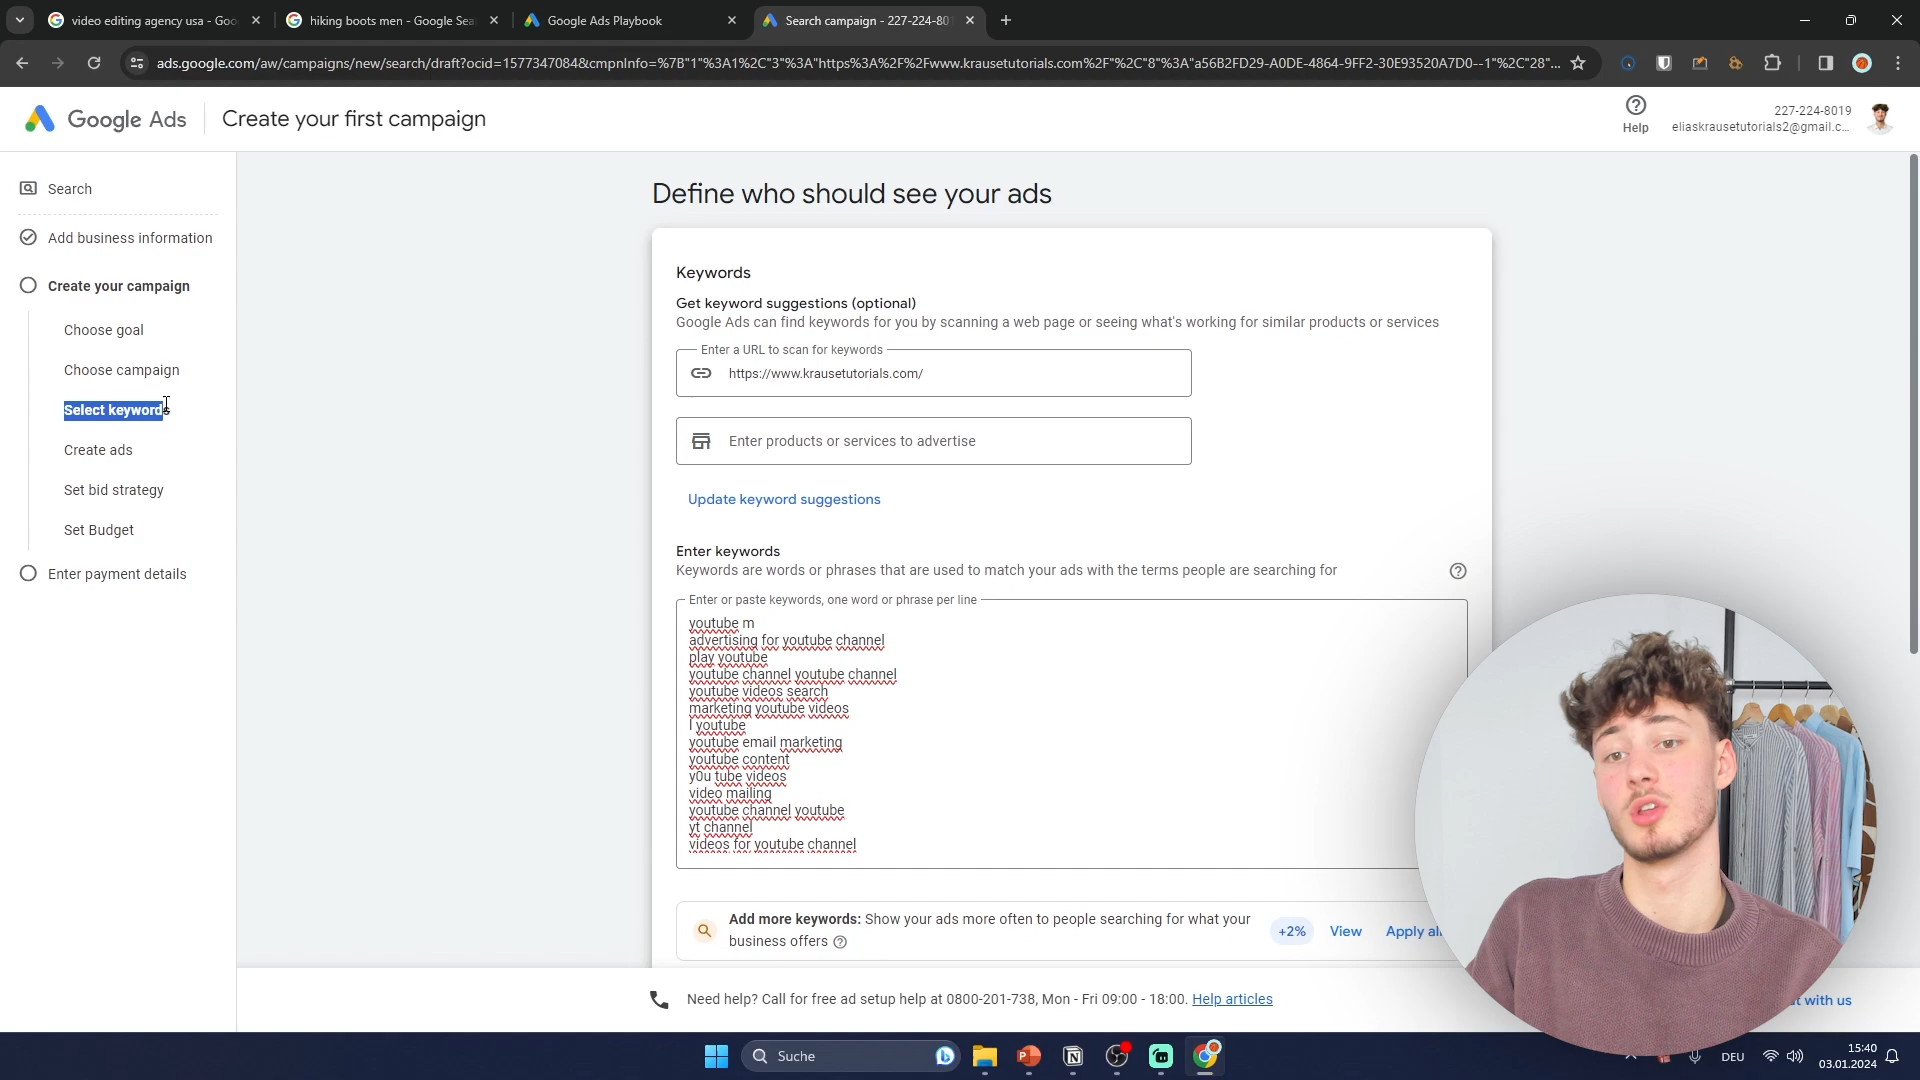 video editing agency usa - Goo
hiking boots men - Google Sea
Google Ads Playbook
Search campaign - 227-224-801
ads.google.com/aw/campaigns/new/search/draft?ocid=1577347084&cmpnInfo=%7B"1"%3A1%2C"3"%3A"https%3A%2F%2Fwww.krausetutorials.com%2F"%2C"8"%3A"a56B2FD29-A0DE-4864-9FF2-30E93520A7D0--1"%2C"28"...
Google Ads
Create your first campaign
Help
227-224-8019
eliaskrausetutorials2@gmail.c...
Search
Add business information
Create your campaign
Choose goal
Choose campaign
Select keywords
Create ads
Set bid strategy
Set Budget
Enter payment details
Define who should see your ads
Keywords
Get keyword suggestions (optional)
Google Ads can find keywords for you by scanning a web page or seeing what's working for similar products or services
Enter a URL to scan for keywords
https://www.krausetutorials.com/
Enter products or services to advertise
Update keyword suggestions
Enter keywords
Keywords are words or phrases that are used to match your ads with the terms people are searching for
Enter or paste keywords, one word or phrase per line
youtube m
advertising for youtube channel
play youtube
youtube channel youtube channel
youtube videos search
marketing youtube videos
l youtube
youtube email marketing
youtube content
y0u tube videos
video mailing
youtube channel youtube
yt channel
videos for youtube channel
Add more keywords: Show your ads more often to people searching for what your
business offers
+2%
View
Apply all
Need help? Call for free ad setup help at 0800-201-738, Mon - Fri 09:00 - 18:00. Help articles
with us
Suche
DEU
15:40
03.01.2024